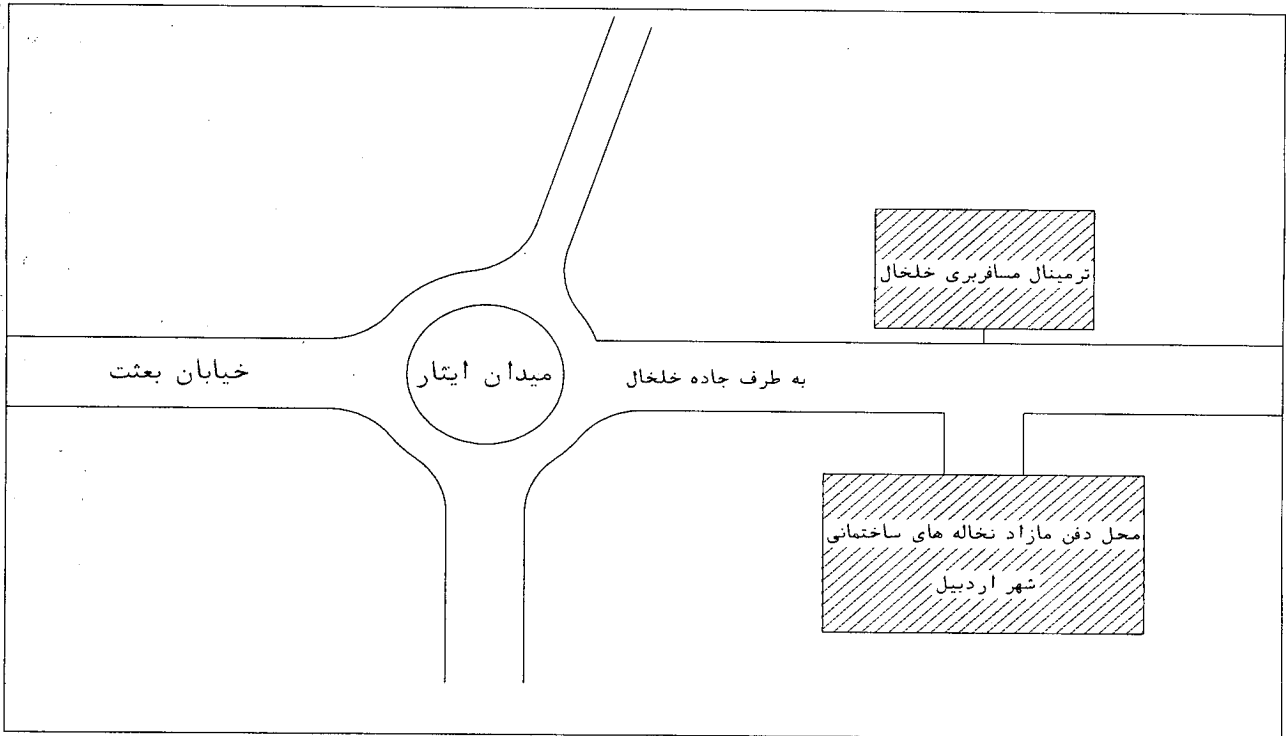 ترمینال مسافربری خلخال
خیابان بعثت
میدان ایثار
به طرف جاده خلخال
محل دفن مازاد نخاله های ساختمانی
شهر اردبیل